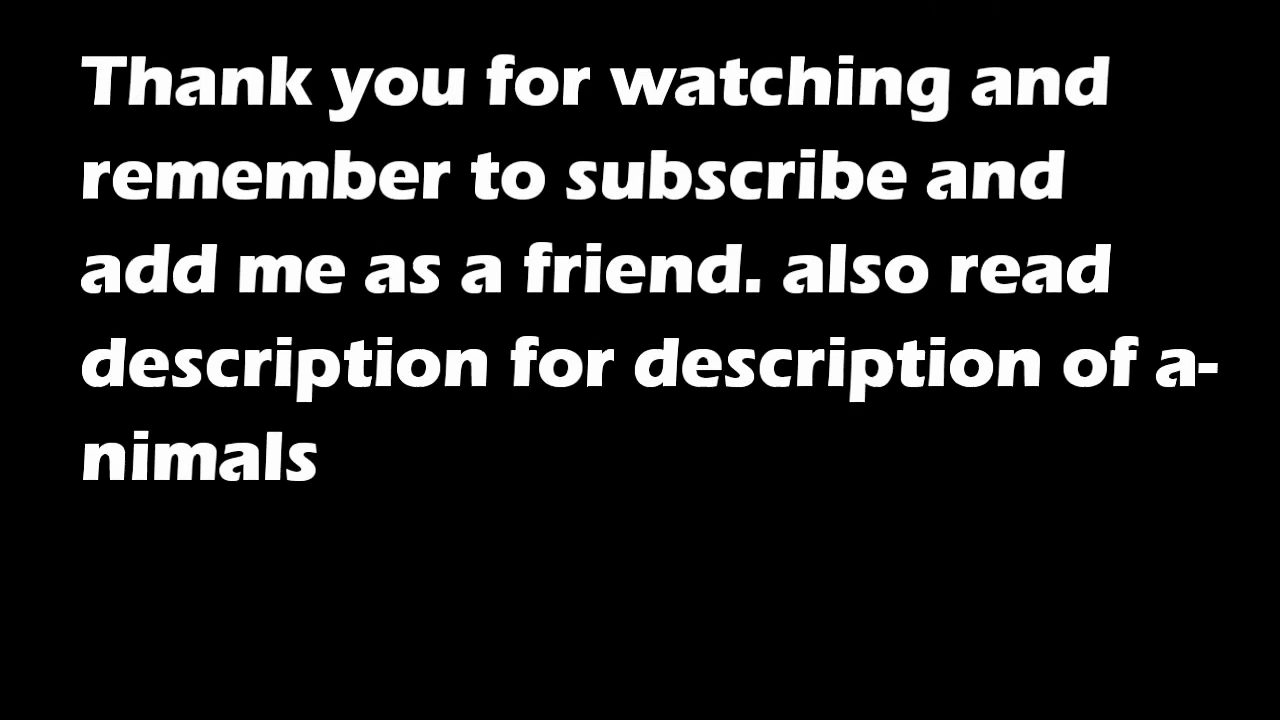 Thank you for watching and
remember to subscribe and
add me as a friend. also read
description for description of a-
nimals